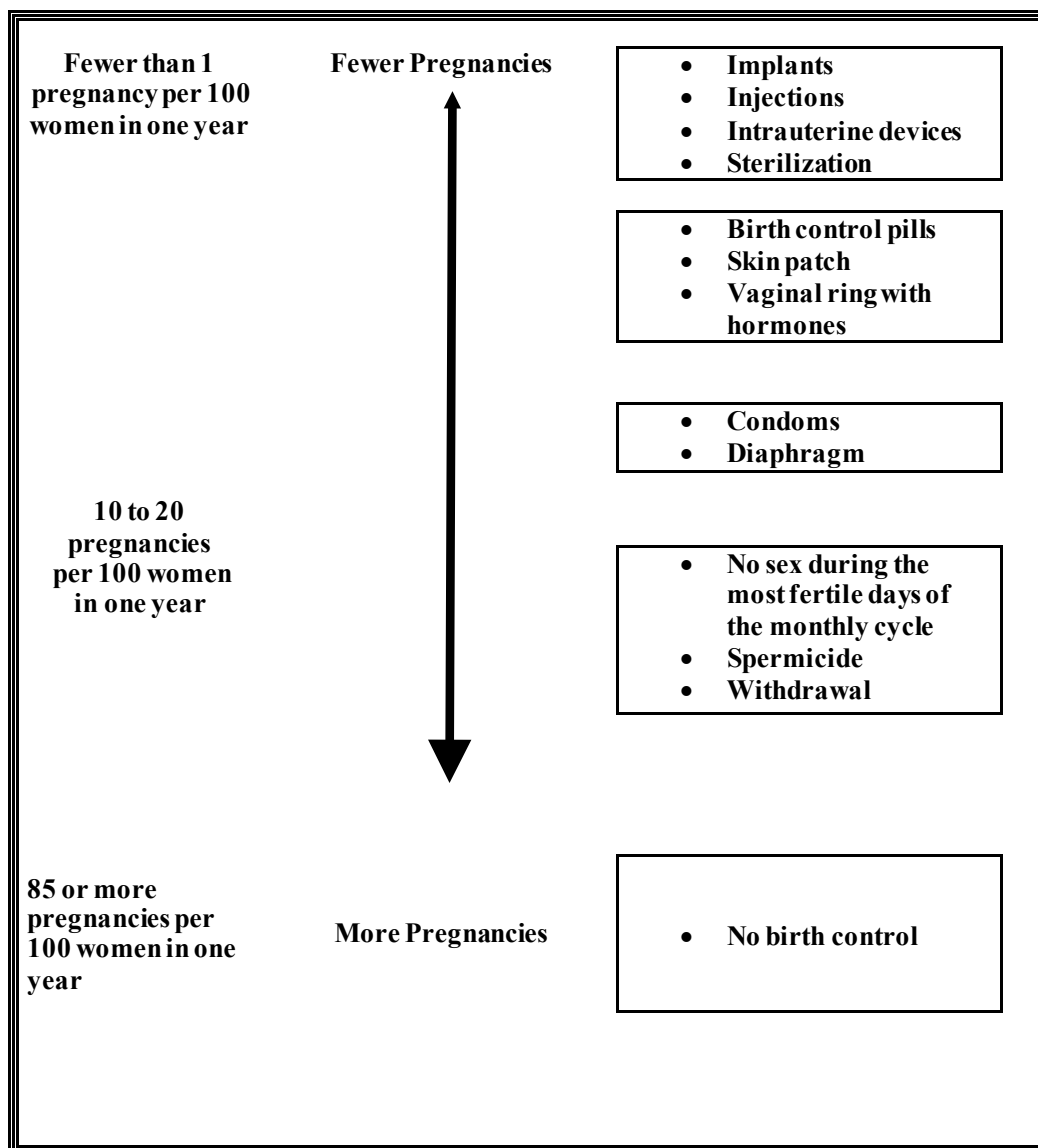 Fewer than 1
pregnancy per 100
women in one year
Fewer Pregnancies
• Implants
• Injections
• Intrauterine devices
• Sterilization
• Birth control pills
• Skin patch
• Vaginal ring with
hormones
• Condoms
• Diaphragm
10 to 20
pregnancies
per 100 women
in one year
• No sex during the
most fertile days of
the monthly cycle
• Spermicide
• Withdrawal
85 or more
pregnancies per
100 women in one
year
More Pregnancies
• No birth control